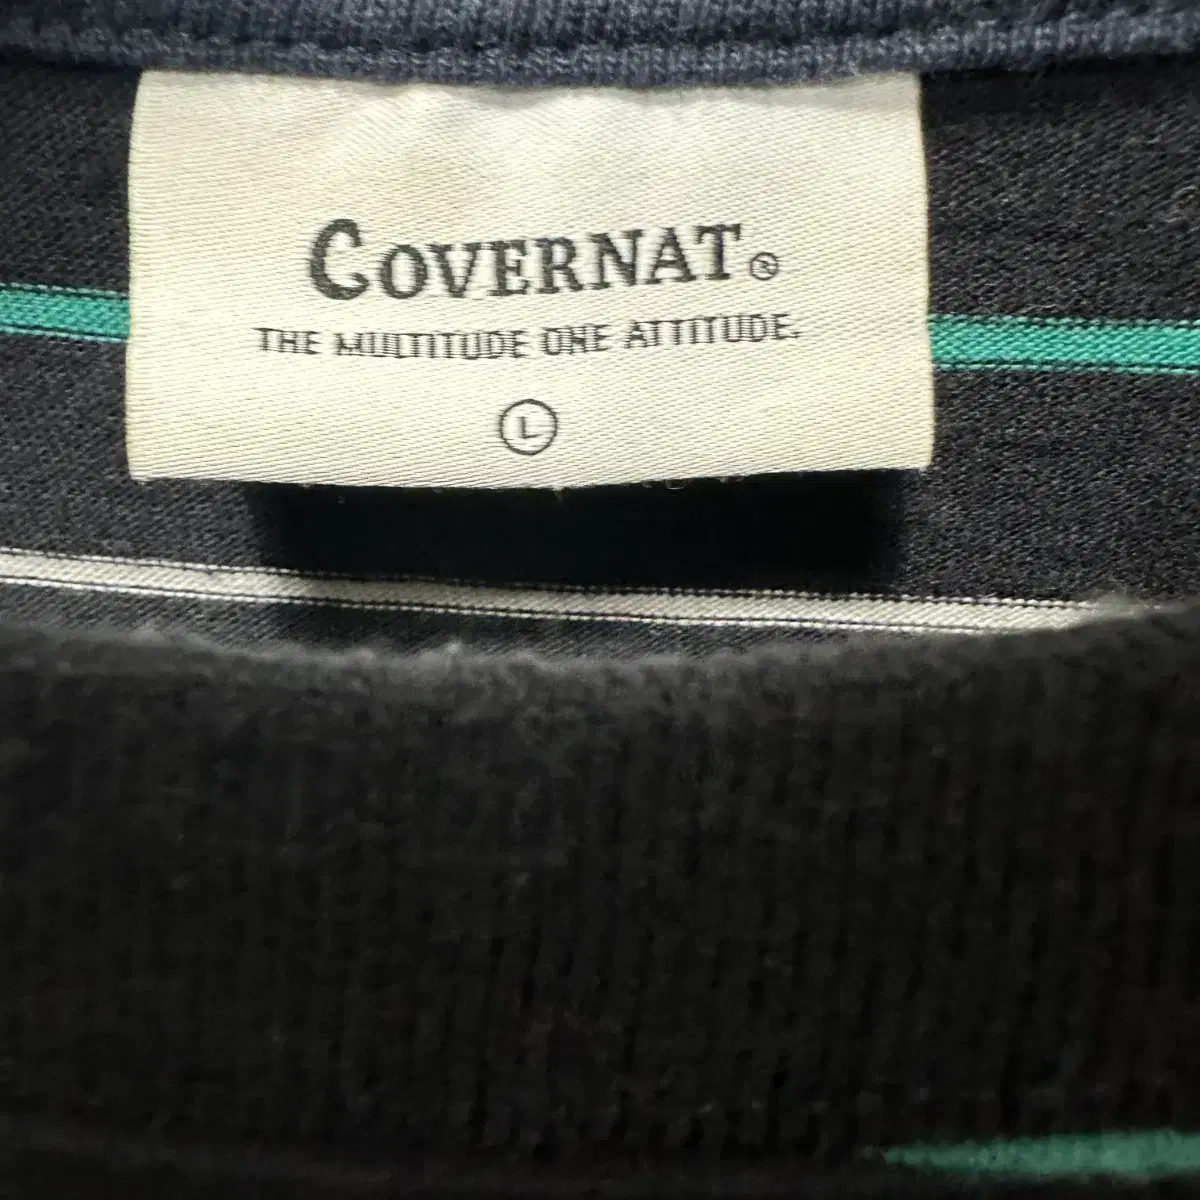 COVERNAT®
THE MULTITUDE ONE ATTITUDE.
L